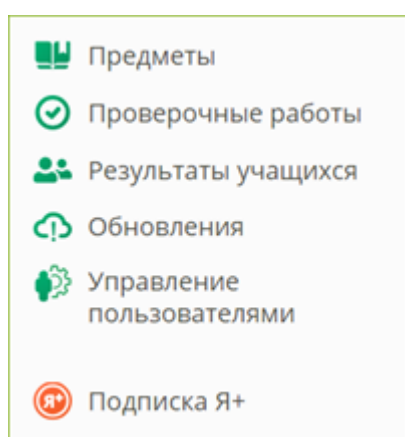 Предметы
Проверочные работы
Результаты учащихся
Обновления
Управление
пользователями
Я+
Подписка Я+